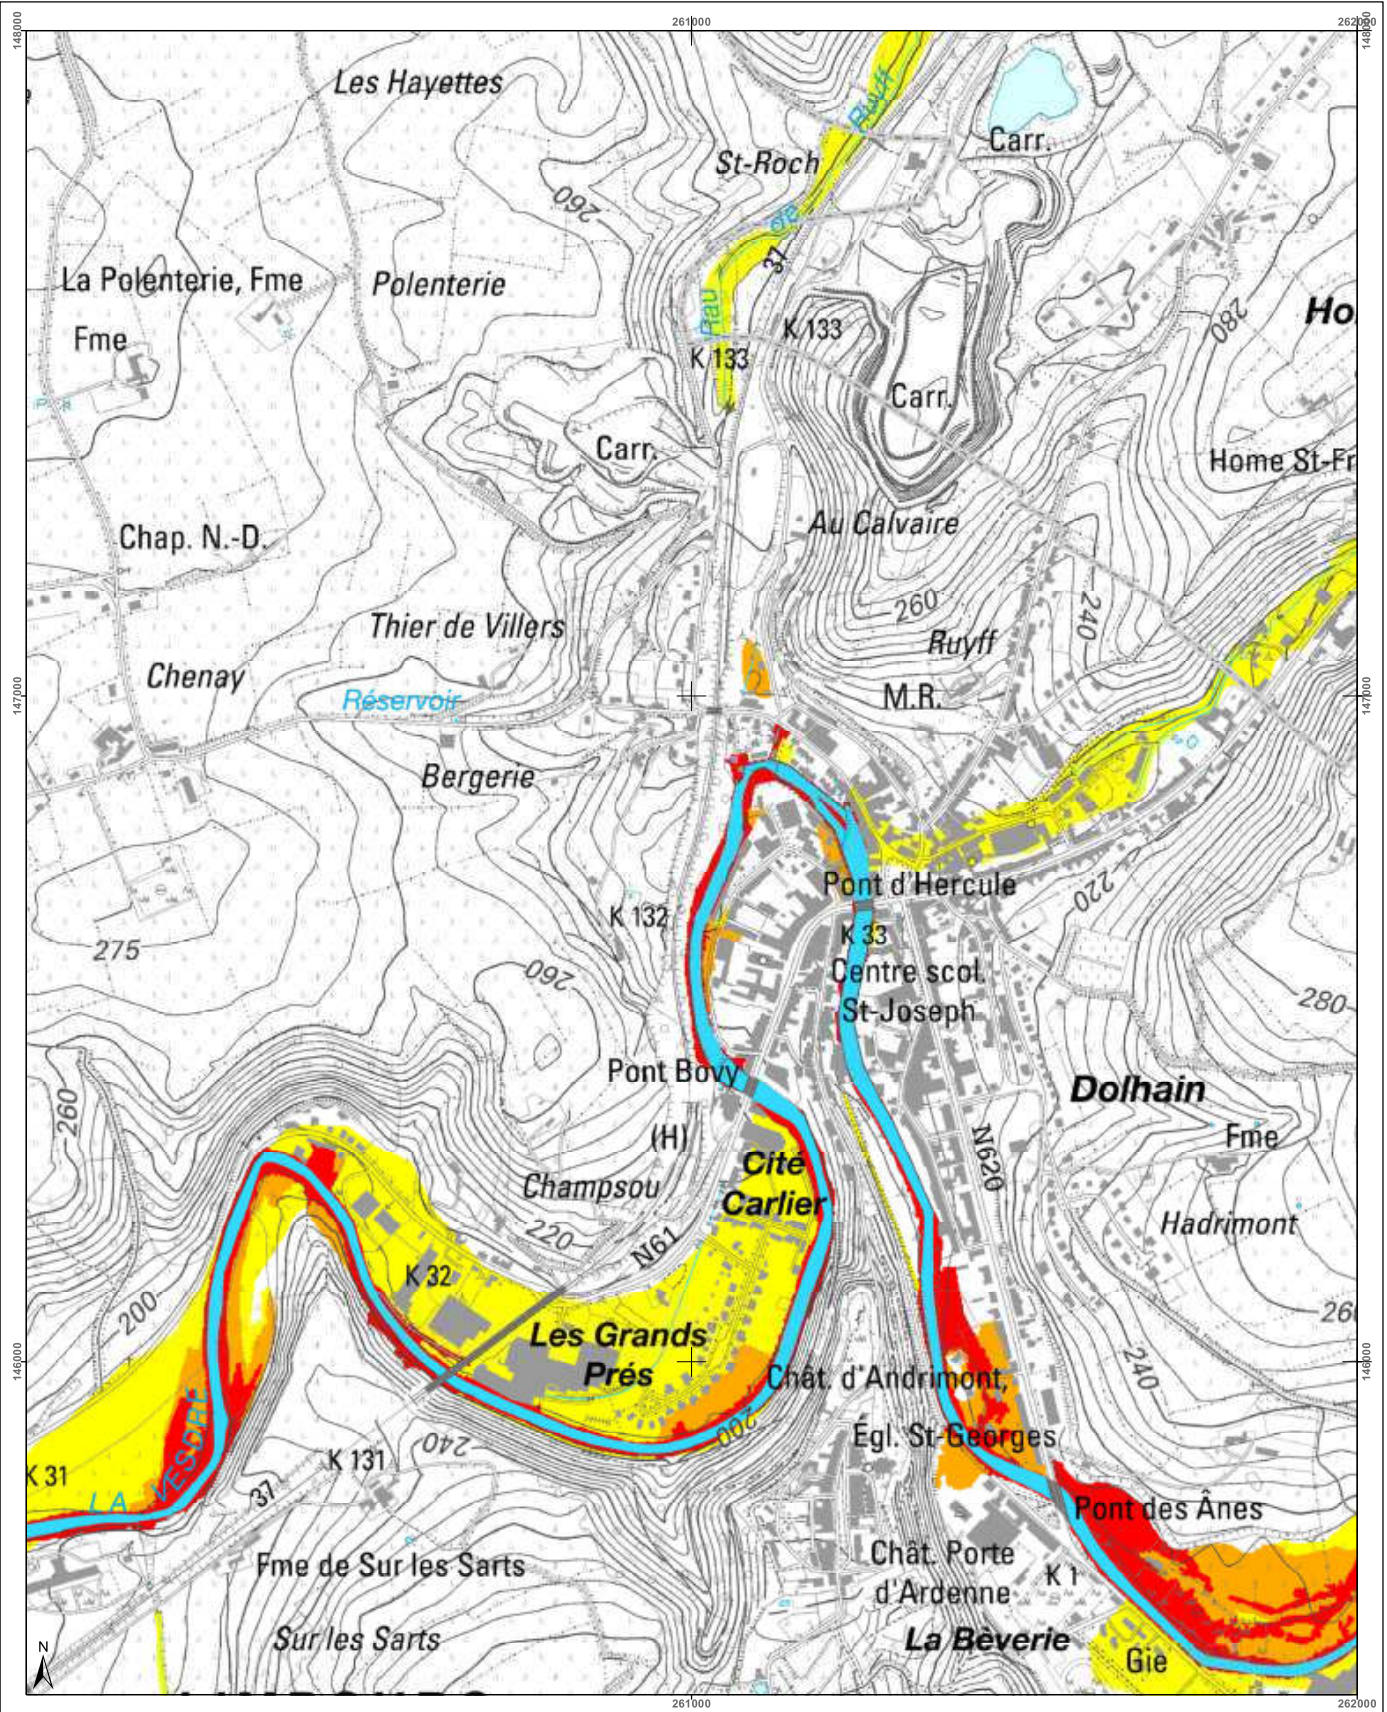 261000
262000
148000
148000
Les Hayettes
Ruyff
Carr.
St-Roch
260
de
37
La Polenterie, Fme
Polenterie
Rau
280
Ho
Fme
K 133
K 133
P
Carr.
Carr.
Home St-Fr
Au Calvaire
Chap. N.-D.
260
240
Thier de Villers
Ruyff
Chenay
Réservoir
M.R.
147000
147000
Bergerie
Pont d'Hercule
220
K 132
K 33
275
260
Centre scol.
St-Joseph
280
Pont Bovy
Dolhain
260
(H)
Fme
Cité
Carlier
N620
Champsou
Hadrimont
220
N61
K 32
200
Les Grands
Prés
146000
146000
240
Chât. d'Andrimont,
200
Égl. St-Georges
240
K 131
K 31
37
LA VESDRE
Pont des Ânes
Fme de Sur les Sarts
Chât. Porte
d'Ardenne
K 1
Sur les Sarts
La Bèverie
Gie
N
261000
262000